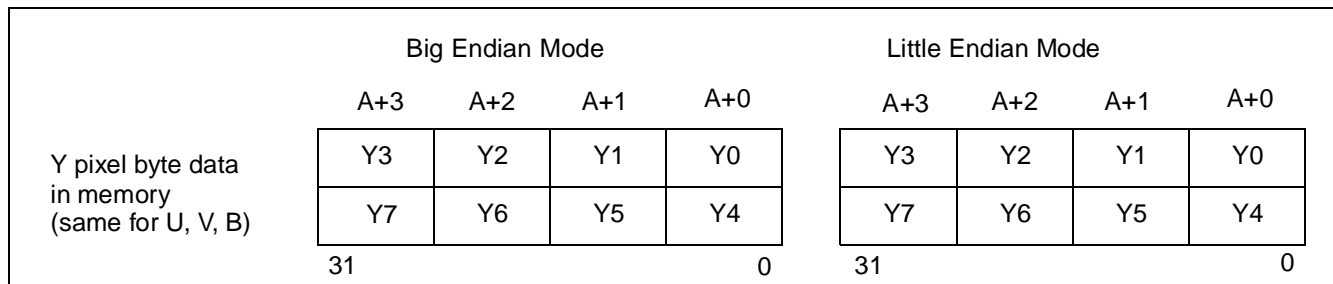 Big Endian Mode Little Endian Mode
A+3 A+2 A+1 A+0 A+3 A+2 A+1 A+0
Y pixel byte data
in memory
(same for U, V, B)
Y3 Y2 Y1 Y0 Y3 Y2 Y1 Y0
Y7 Y6 Y5 Y4 Y7 Y6 Y5 Y4
31 0 31 0